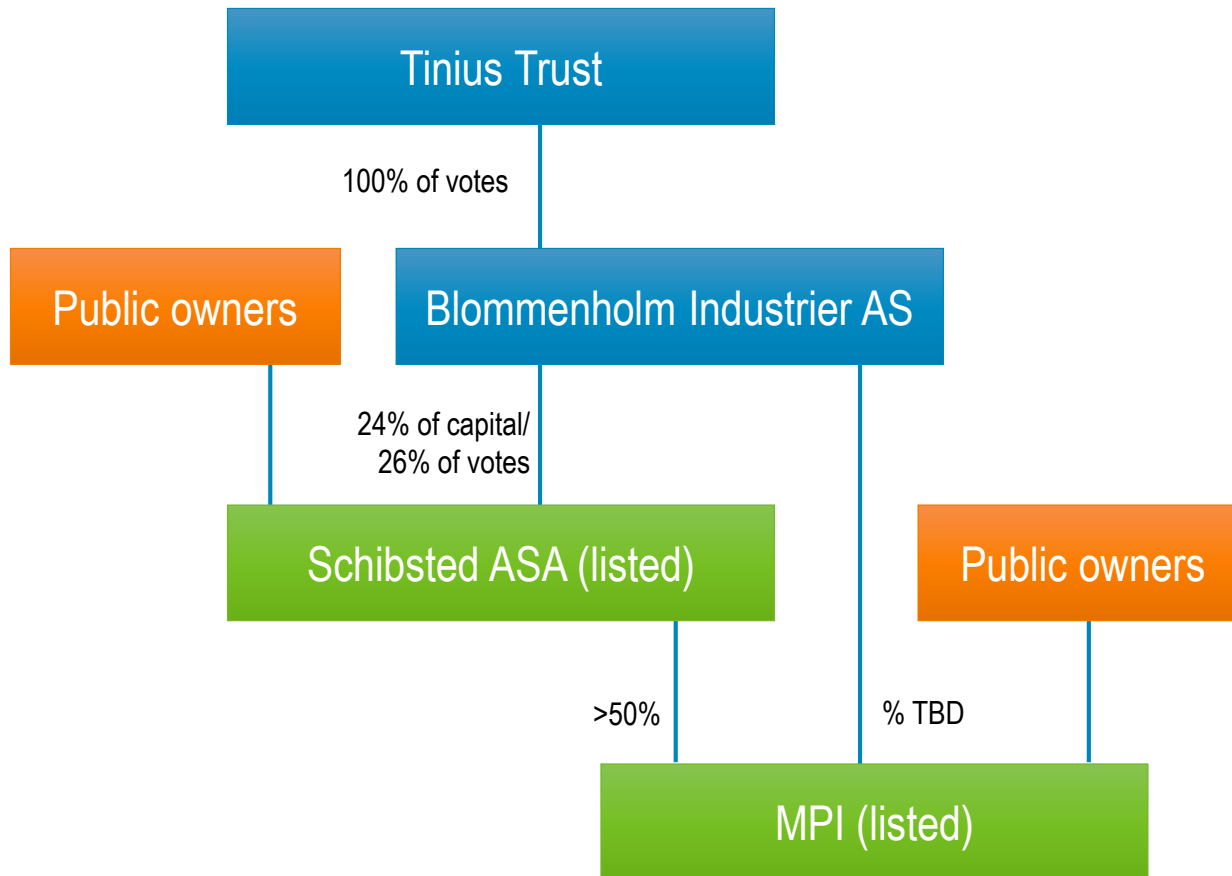 Tinius Trust
100% of votes
Public owners
Blommenholm Industrier AS
24% of capital/
26% of votes
Schibsted ASA (listed)
Public owners
>50%
% TBD
MPI (listed)